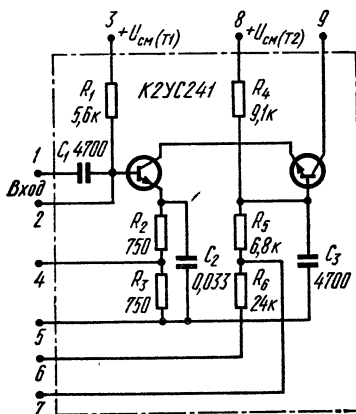 3 +Uсм(T1) 8 +Uсм(T2) 9
К2УС241
R1
5,6к
R4
9,1к
C1 4700
1
Вход
2
R2
750
R5
6,8к
C2
0,033
C3
4700
4
R3
750
R6
24к
5
6
7